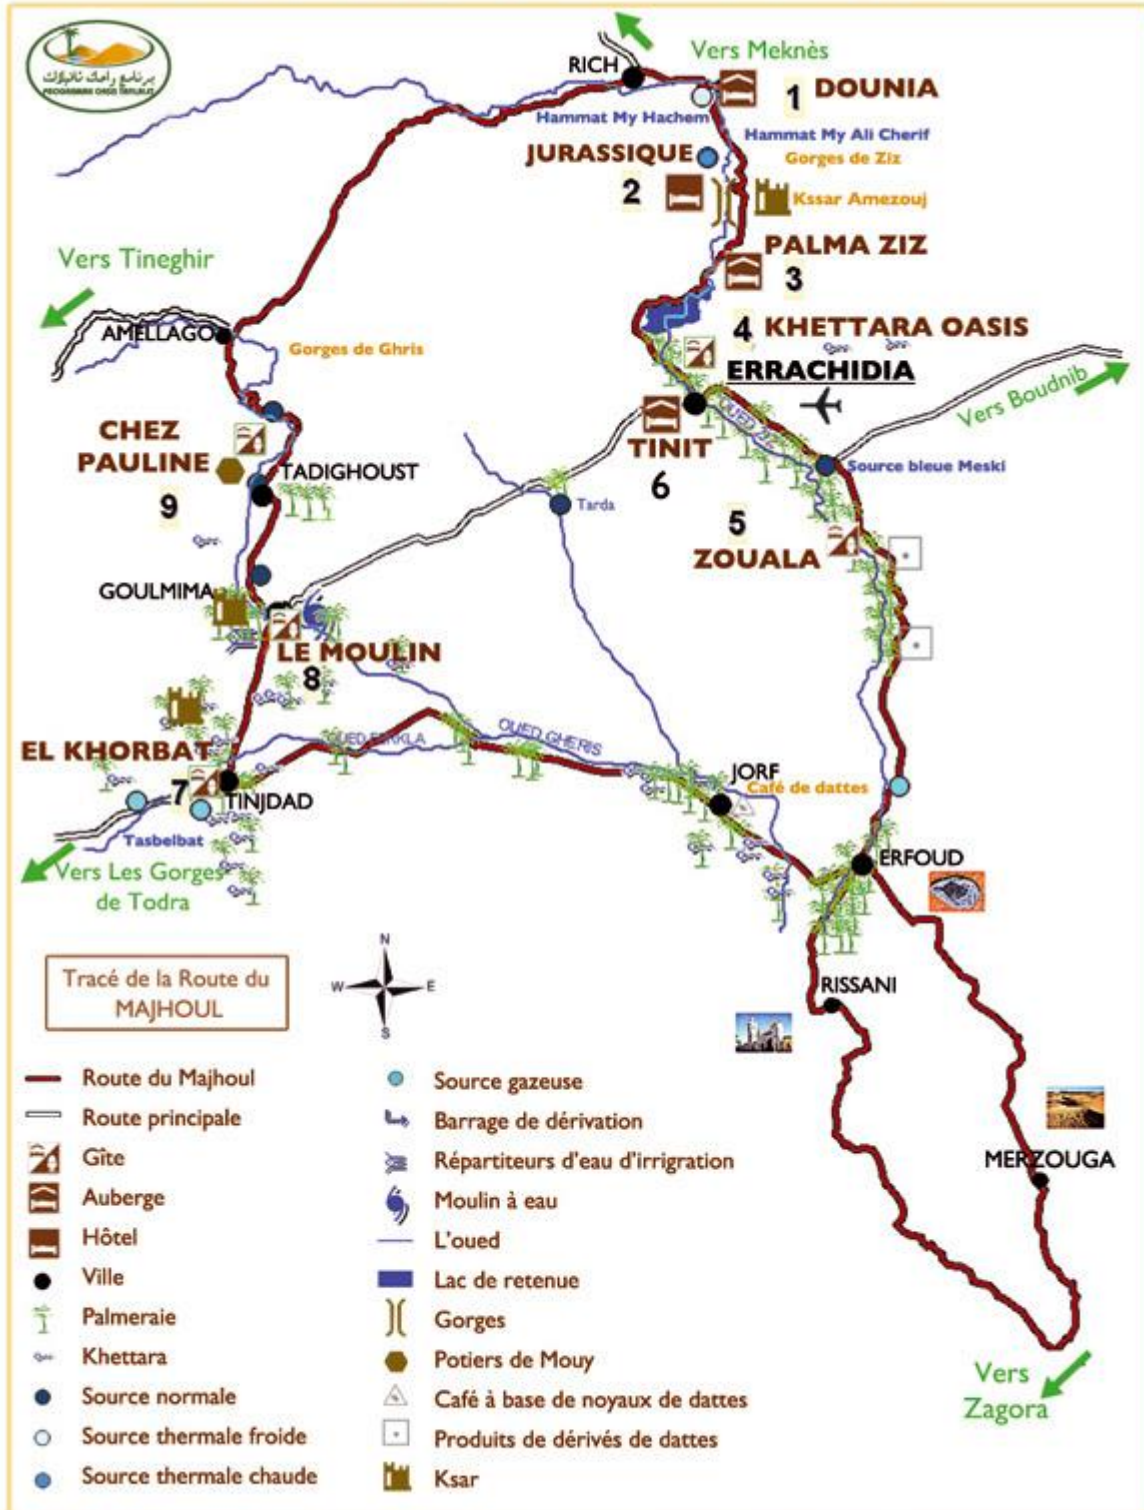 برنامج واحات تافيلالت
PROGRAMME OASIS TAFILALET
Vers Meknès
RICH
1 DOUNIA
Hammat My Hachem
Hammat My Ali Cherif
JURASSIQUE
Gorges de Ziz
2
Kssar Amezouj
Vers Tineghir
PALMA ZIZ
3
AMELLAGO
4 KHETTARA OASIS
Gorges de Ghris
ERRACHIDIA
Vers Boudnib
OUED ZIZ
CHEZ
PAULINE
TINIT
TADIGHOUST
Source bleue Meski
6
9
Tarda
5
ZOUALA
GOULMIMA
LE MOULIN
8
EL KHORBAT
OUED FERKLA
OUED GHERIS
JORF
7
TINJDAD
Café de dattes
Tasbelbat
ERFOUD
Vers Les Gorges
de Todra
N
Tracé de la Route du
MAJHOUL
W
E
S
RISSANI
Route du Majhoul
Route principale
Gîte
Auberge
Hôtel
Ville
Palmeraie
Khettara
Source normale
Source thermale froide
Source thermale chaude
Source gazeuse
Barrage de dérivation
Répartiteurs d'eau d'irrigration
Moulin à eau
L'oued
Lac de retenue
Gorges
Potiers de Mouy
Café à base de noyaux de dattes
Produits de dérivés de dattes
Ksar
MERZOUGA
Vers
Zagora